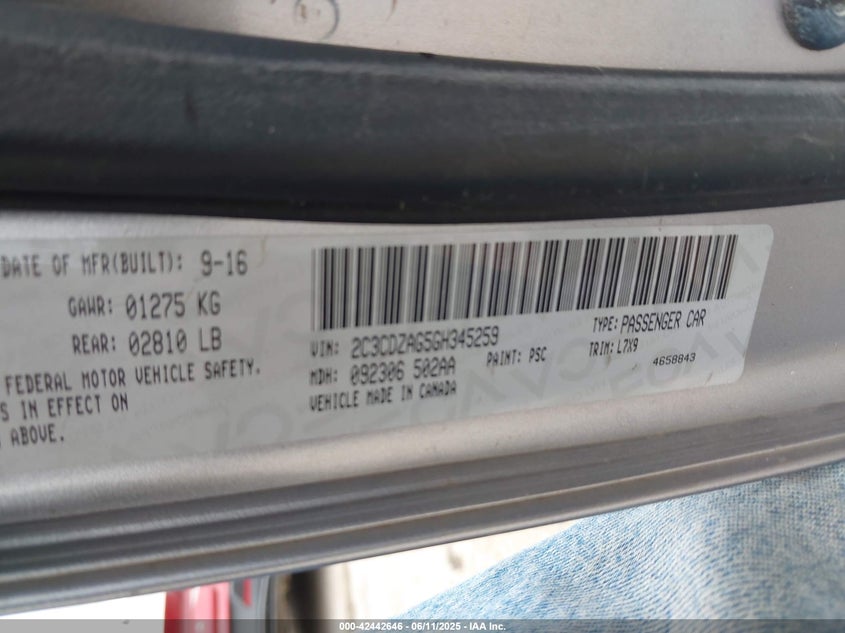 DATE OF MFR(BUILT): 9-16
GAWR: 01275 KG
REAR: 02810 LB
FEDERAL MOTOR VEHICLE SAFETY.
S IN EFFECT ON
ABOVE.
VIN: 2C3CDZAG5GH345259
TYPE: PASSENGER CAR
MDH: 092306 502AA
PAINT: PSC
TRIM: L7X9
VEHICLE MADE IN CANADA
4658843
000-42442646 - 06/11/2025 - IAA Inc.